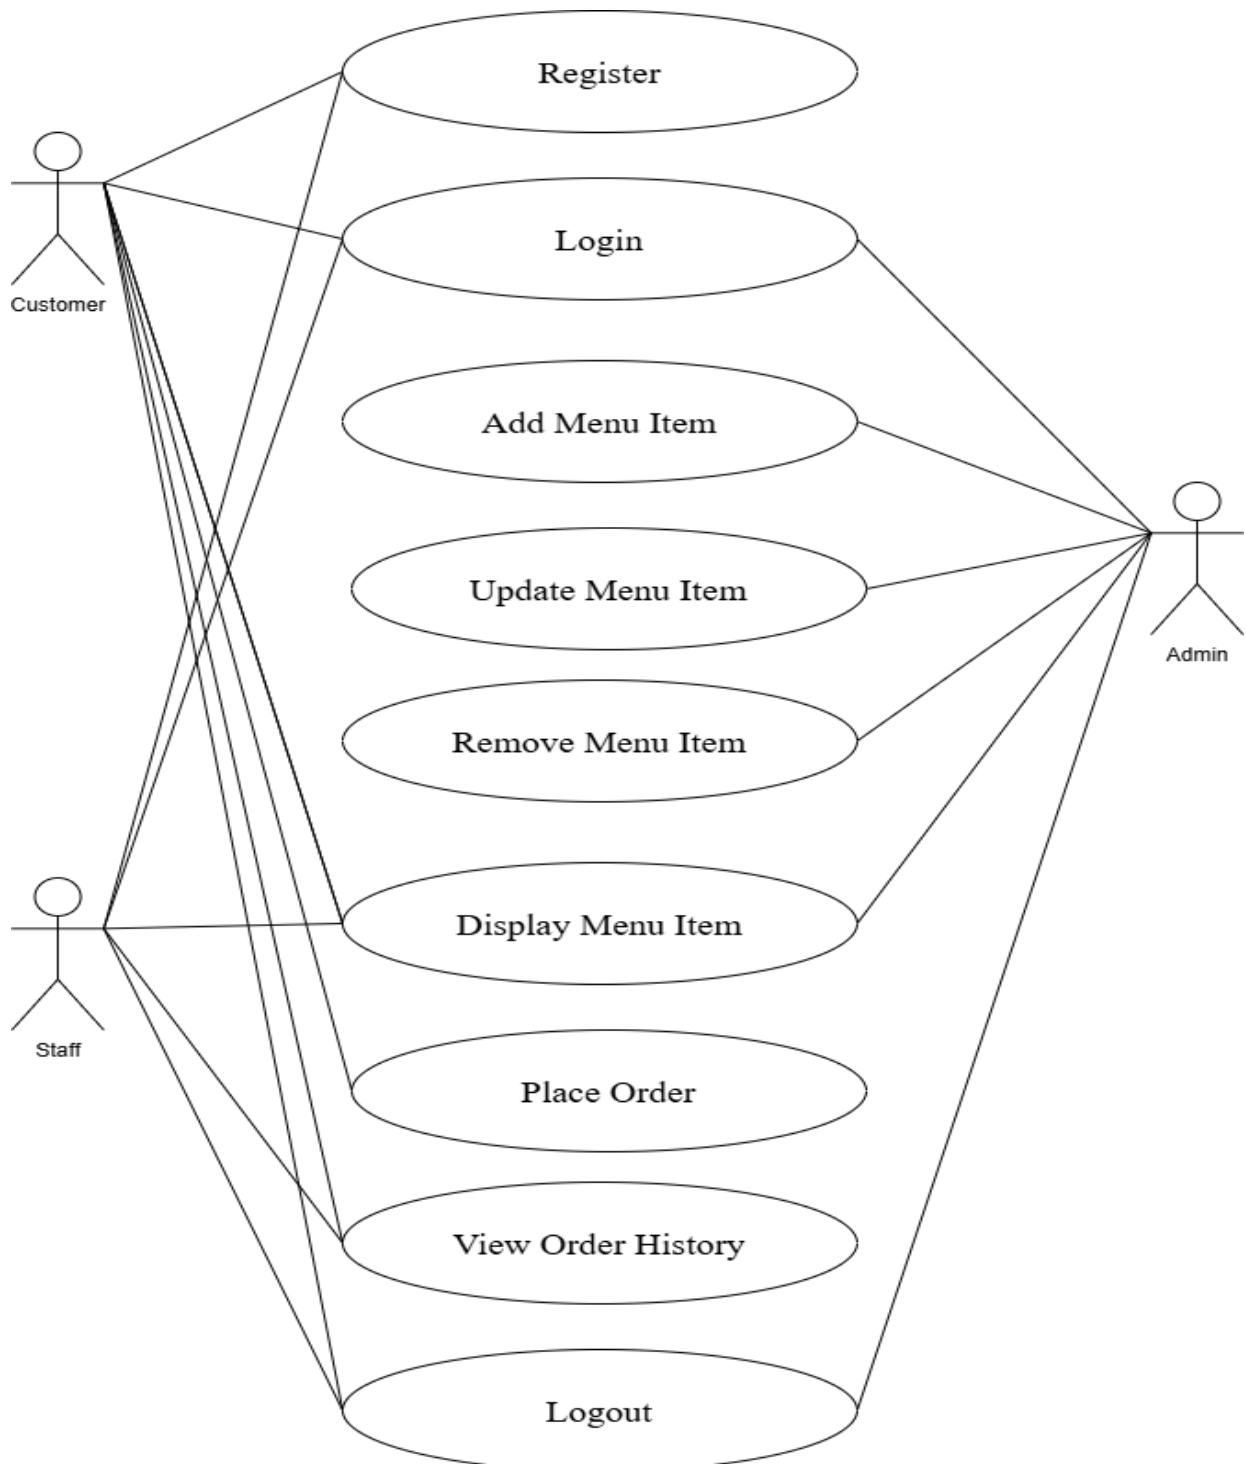 Register
Login
Customer
Add Menu Item
Update Menu Item
Admin
Remove Menu Item
Display Menu Item
Staff
Place Order
View Order History
Logout